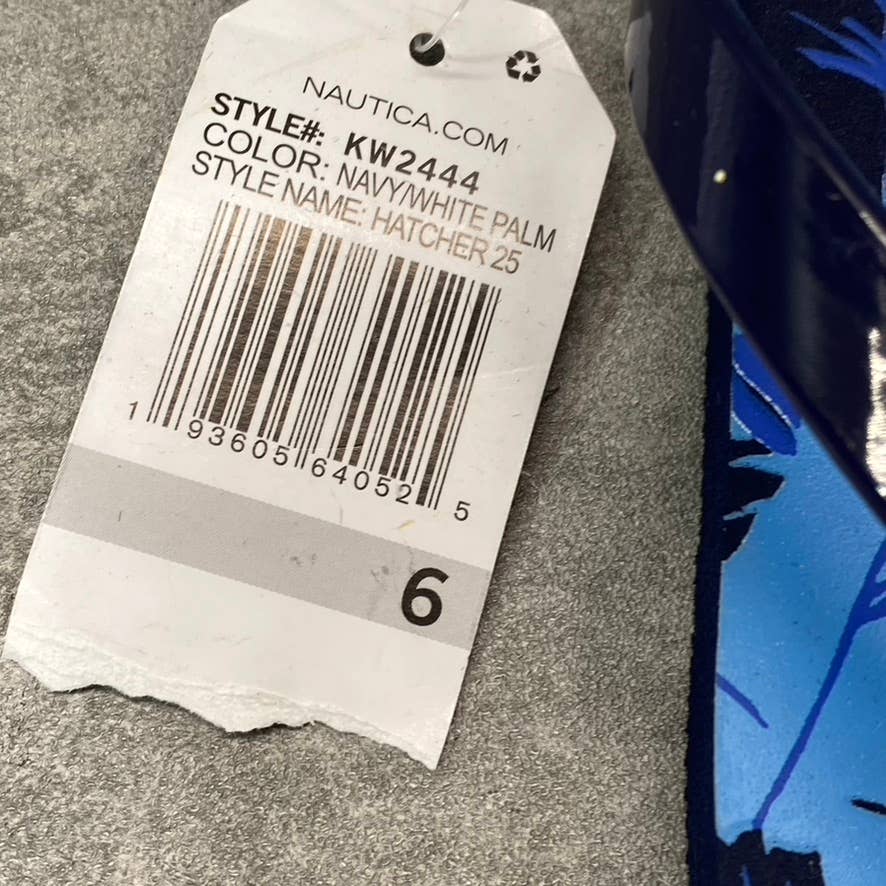 NAUTICA.COM
STYLE#: KW2444
COLOR: NAVY/WHITE PALM
STYLE NAME: HATCHER 25
1 93605 64052 5
6